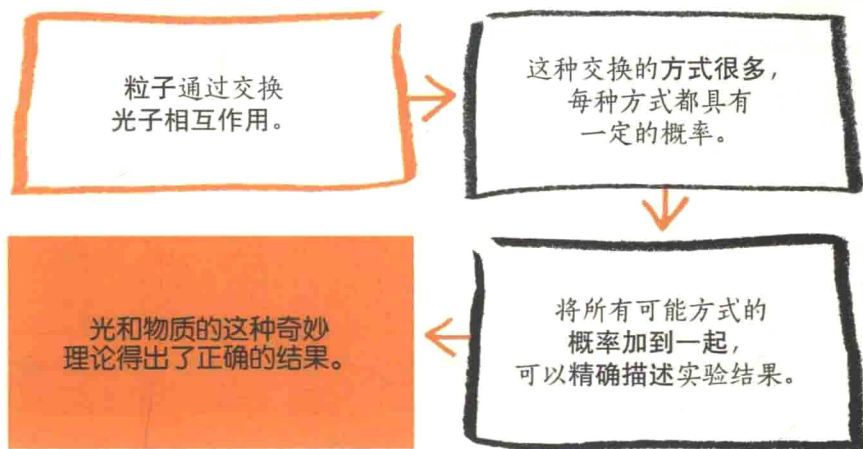 粒子通过交换
光子相互作用。
这种交换的方式很多，
每种方式都具有
一定的概率。
将所有可能方式的
概率加到一起，
可以精确描述实验结果。
光和物质的这种奇妙
理论得出了正确的结果。